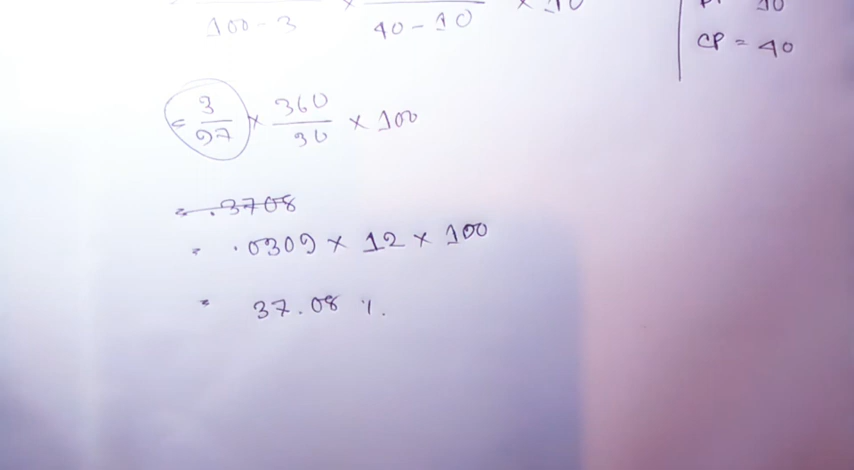 100 - 3 × 40 - 10 × 10
CP = 40
= 3/97 × 360/30 × 100
= .3708
= .0309 × 12 × 100
= 37.08 %.